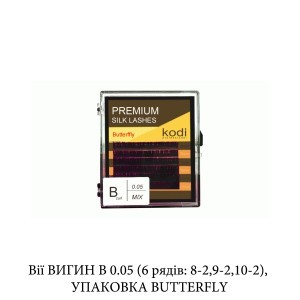 PREMIUM
SILK LASHES
Butterfly
kodi
B
0.05
MIX
Вії ВИГИН B 0.05 (6 рядів: 8-2,9-2,10-2),
УПАКОВКА BUTTERFLY